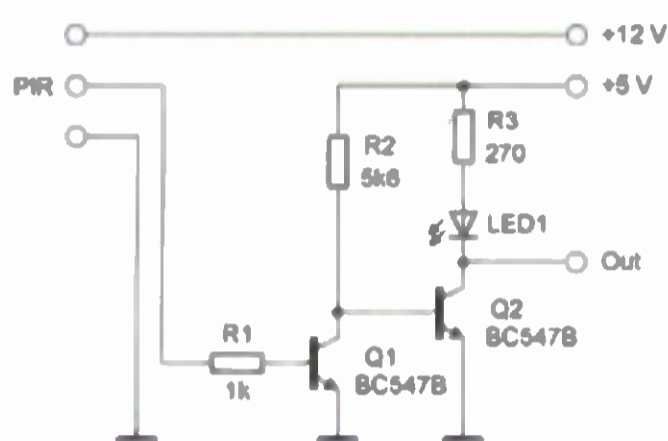 +12 V
PIR
+5 V
R2
5k6
R3
270
LED1
Out
R1
1k
Q1
BC547B
Q2
BC547B